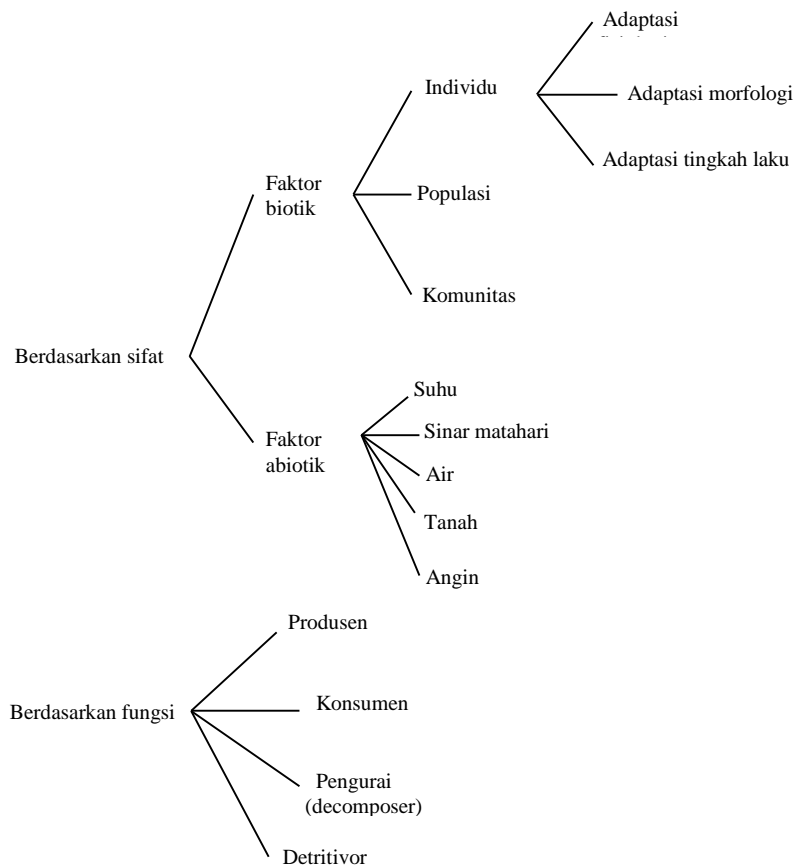 Adaptasi
Individu
Adaptasi morfologi
Adaptasi tingkah laku
Faktor
biotik
Populasi
Komunitas
Berdasarkan sifat
Suhu
Sinar matahari
Faktor
abiotik
Air
Tanah
Angin
Produsen
Berdasarkan fungsi
Konsumen
Pengurai
(decomposer)
Detritivor